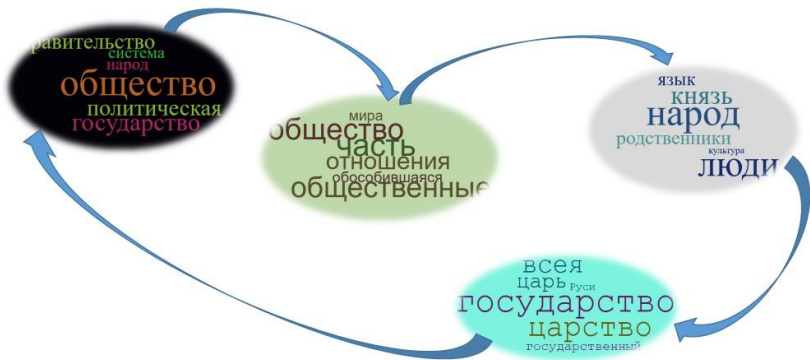 равительство
система
народ
общество
политическая
государство
мира
общество
часть
отношения
обособившаяся
общественные
язык
князь
народ
родственники
культура
люди
всея
царь Руси
государство
царство
государственный